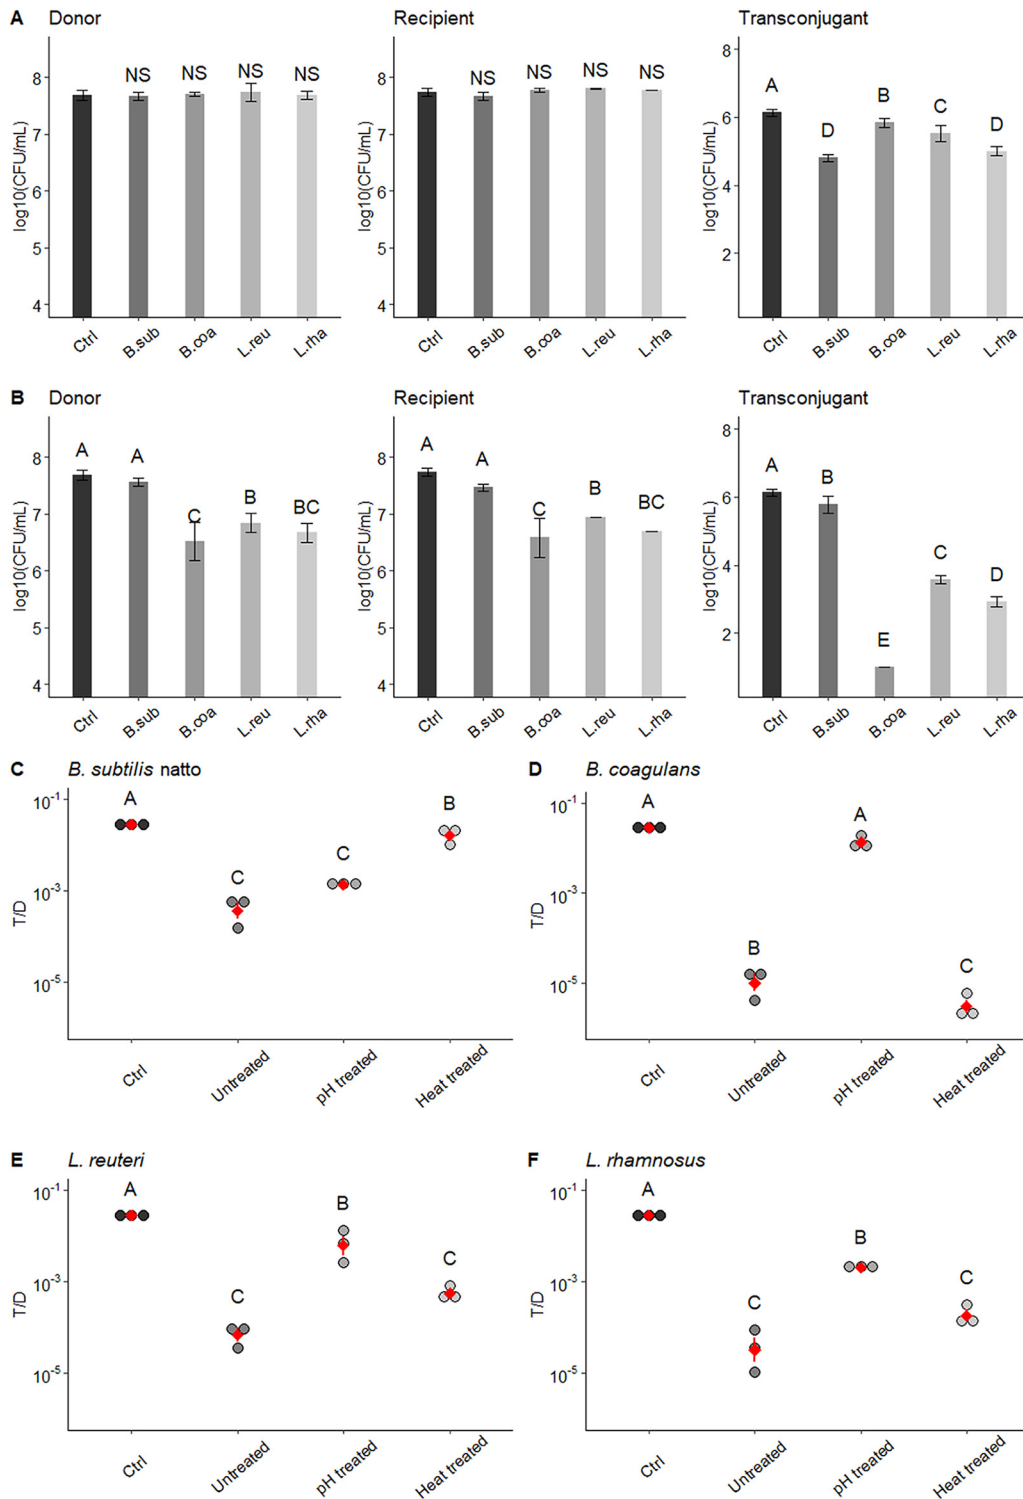 A Donor Recipient Transconjugant
log10(CFU/mL)
8
7
6
5
4
NS NS NS NS
Ctrl B.sub B.coa L.reu L.rha
log10(CFU/mL)
8
7
6
5
4
NS NS NS NS
Ctrl B.sub B.coa L.reu L.rha
log10(CFU/mL)
8
6
4
2
A D B C D
Ctrl B.sub B.coa L.reu L.rha
B Donor Recipient Transconjugant
log10(CFU/mL)
8
7
6
5
4
A A C B BC
Ctrl B.sub B.coa L.reu L.rha
log10(CFU/mL)
8
7
6
5
4
A A C B BC
Ctrl B.sub B.coa L.reu L.rha
log10(CFU/mL)
8
6
4
2
A B E C D
Ctrl B.sub B.coa L.reu L.rha
C B. subtilis natto
T/D
10-1
10-3
10-5
A C C B
Ctrl Untreated pH treated Heat treated
D B. coagulans
T/D
10-1
10-3
10-5
A B A C
Ctrl Untreated pH treated Heat treated
E L. reuteri
T/D
10-1
10-3
10-5
A C B C
Ctrl Untreated pH treated Heat treated
F L. rhamnosus
T/D
10-1
10-3
10-5
A C B C
Ctrl Untreated pH treated Heat treated